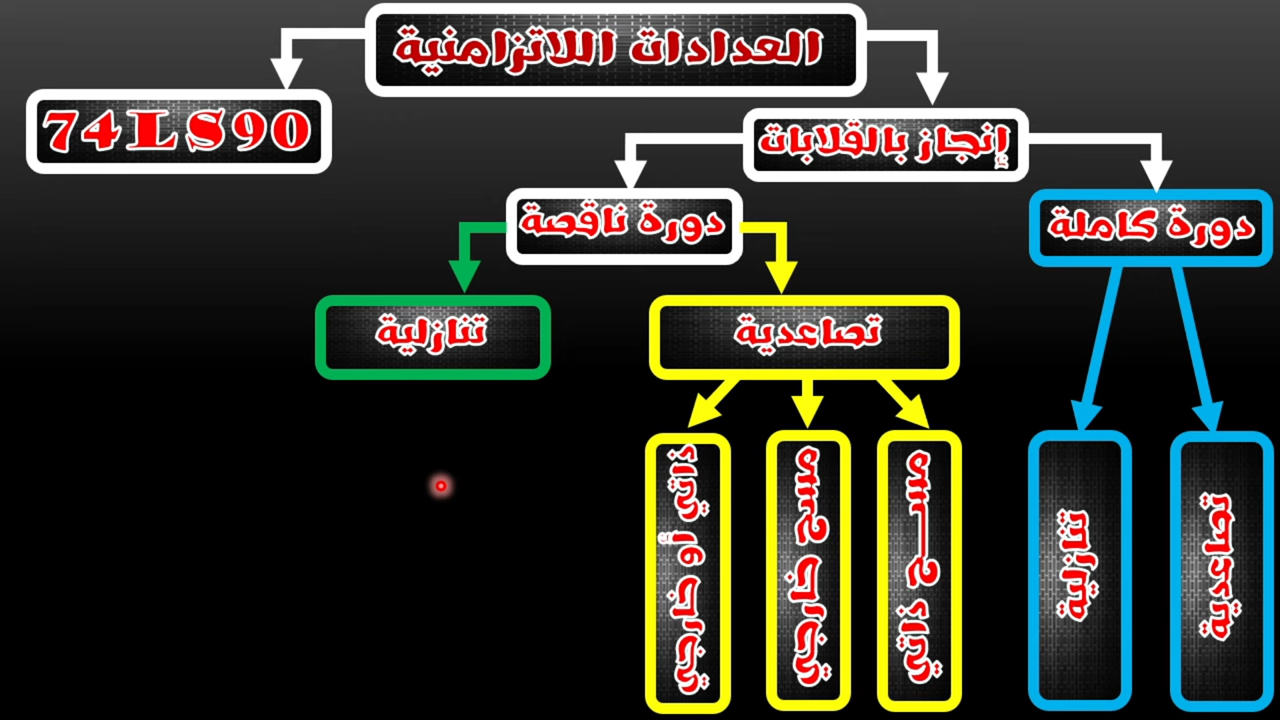 العدادات اللاتزامنية
74LS90
إنجاز بالقلابات
دورة كاملة
دورة ناقصة
تصاعدية
تنازلية
تصاعدية
تنازلية
مســح ذاتي
مسح خارجي
ذاتي أو خارجي